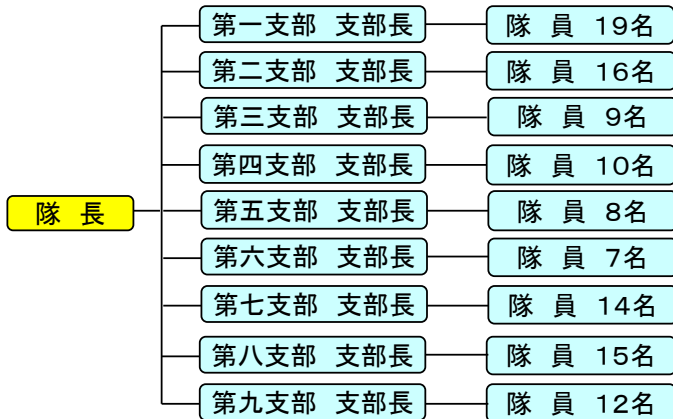 第一支部 支部長 隊 員 19名
第二支部 支部長 隊 員 16名
第三支部 支部長 隊 員 9名
第四支部 支部長 隊 員 10名
隊 長
第五支部 支部長 隊 員 8名
第六支部 支部長 隊 員 7名
第七支部 支部長 隊 員 14名
第八支部 支部長 隊 員 15名
第九支部 支部長 隊 員 12名